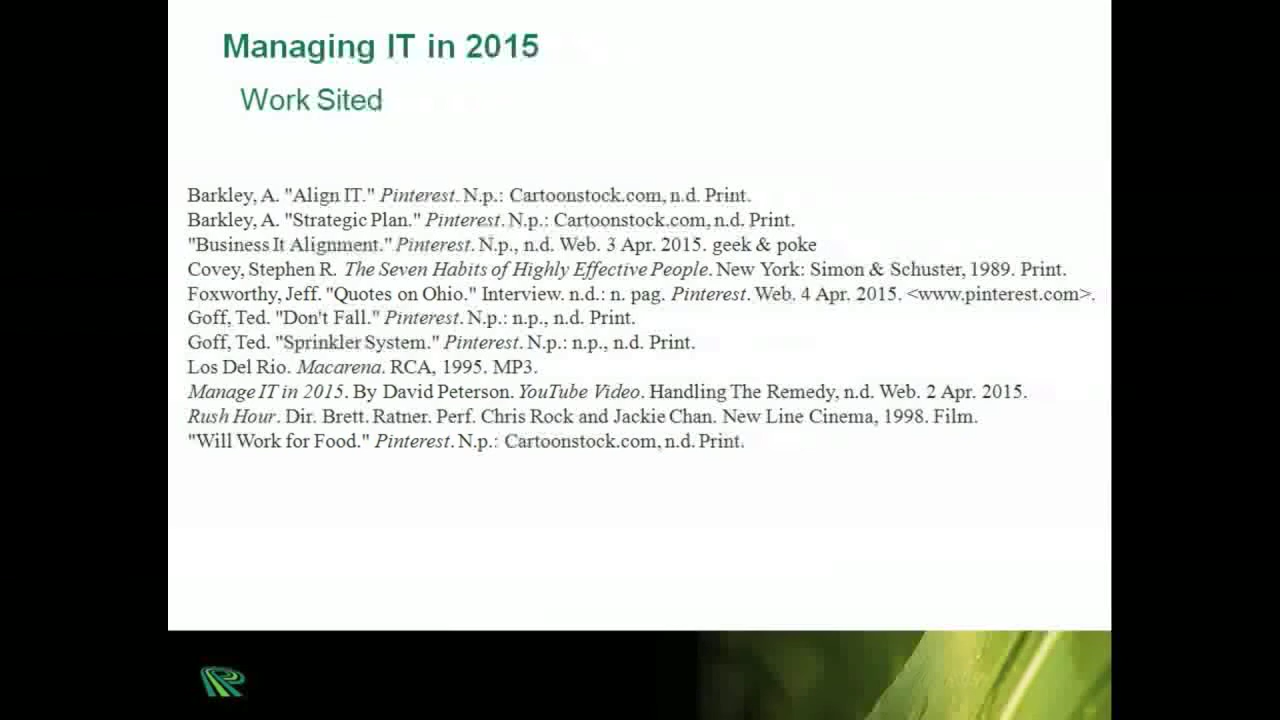 Managing IT in 2015
Work Sited
Barkley, A. "Align IT." Pinterest. N.p.: Cartoonstock.com, n.d. Print.
Barkley, A. "Strategic Plan." Pinterest. N.p.: Cartoonstock.com, n.d. Print.
"Business It Alignment." Pinterest. N.p., n.d. Web. 3 Apr. 2015. geek & poke
Covey, Stephen R. The Seven Habits of Highly Effective People. New York: Simon & Schuster, 1989. Print.
Foxworthy, Jeff. "Quotes on Ohio." Interview. n.d.: n. pag. Pinterest. Web. 4 Apr. 2015. <www.pinterest.com>.
Goff, Ted. "Don't Fall." Pinterest. N.p.: n.p., n.d. Print.
Goff, Ted. "Sprinkler System." Pinterest. N.p.: n.p., n.d. Print.
Los Del Rio. Macarena. RCA, 1995. MP3.
Manage IT in 2015. By David Peterson. YouTube Video. Handling The Remedy, n.d. Web. 2 Apr. 2015.
Rush Hour. Dir. Brett. Ratner. Perf. Chris Rock and Jackie Chan. New Line Cinema, 1998. Film.
"Will Work for Food." Pinterest. N.p.: Cartoonstock.com, n.d. Print.